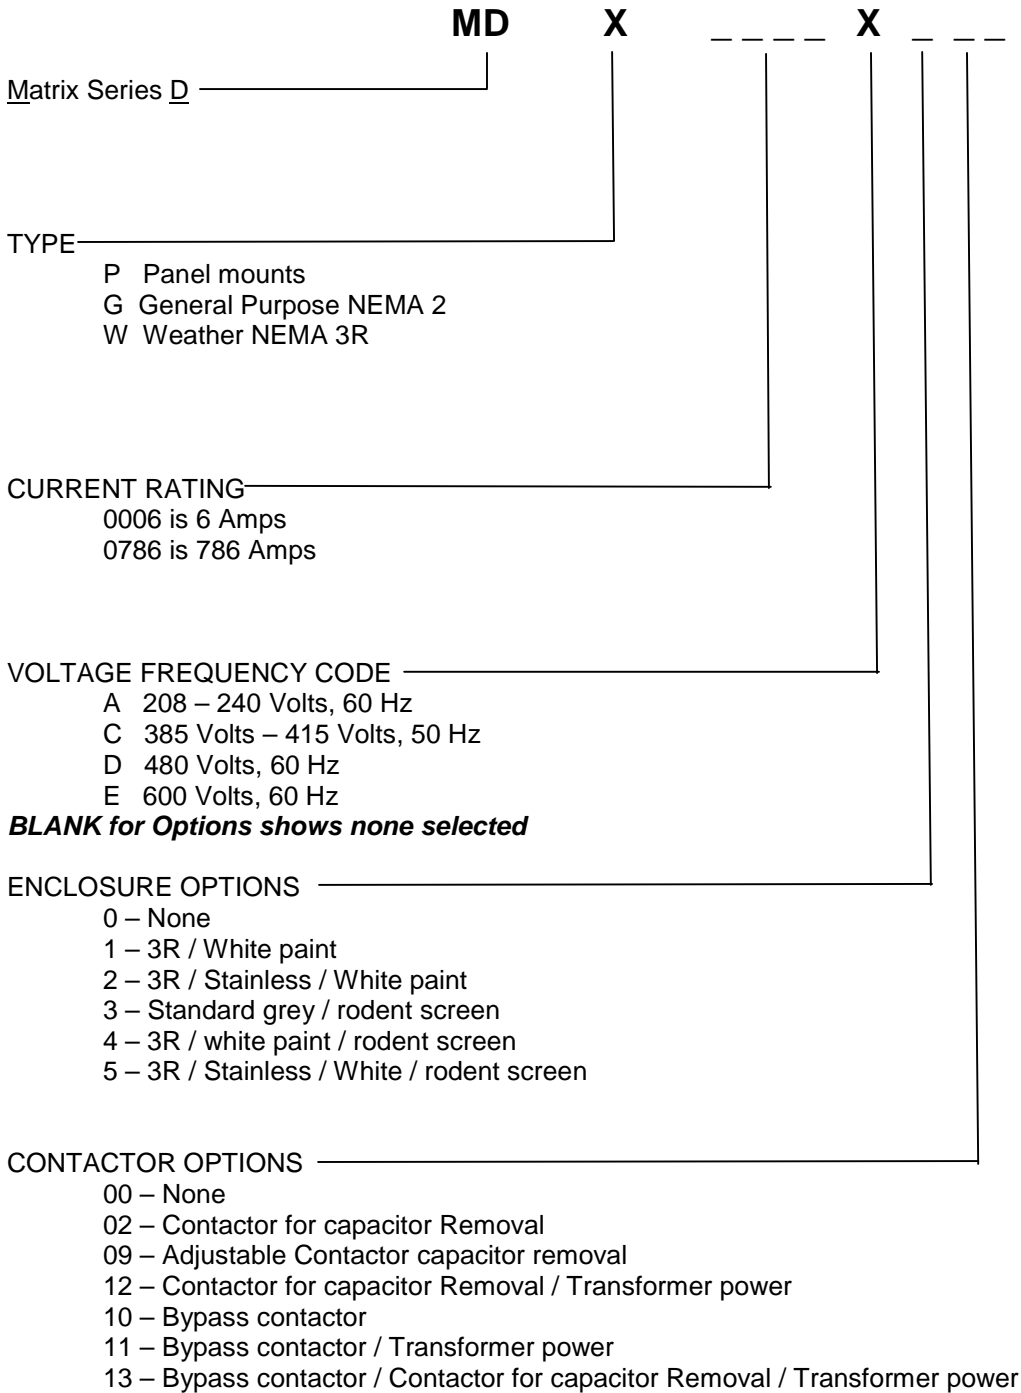 MD X _ _ _ _ X _ _ _
Matrix Series D
TYPE
P Panel mounts
G General Purpose NEMA 2
W Weather NEMA 3R
CURRENT RATING
0006 is 6 Amps
0786 is 786 Amps
VOLTAGE FREQUENCY CODE
A 208 – 240 Volts, 60 Hz
C 385 Volts – 415 Volts, 50 Hz
D 480 Volts, 60 Hz
E 600 Volts, 60 Hz
BLANK for Options shows none selected
ENCLOSURE OPTIONS
0 – None
1 – 3R / White paint
2 – 3R / Stainless / White paint
3 – Standard grey / rodent screen
4 – 3R / white paint / rodent screen
5 – 3R / Stainless / White / rodent screen
CONTACTOR OPTIONS
00 – None
02 – Contactor for capacitor Removal
09 – Adjustable Contactor capacitor removal
12 – Contactor for capacitor Removal / Transformer power
10 – Bypass contactor
11 – Bypass contactor / Transformer power
13 – Bypass contactor / Contactor for capacitor Removal / Transformer power